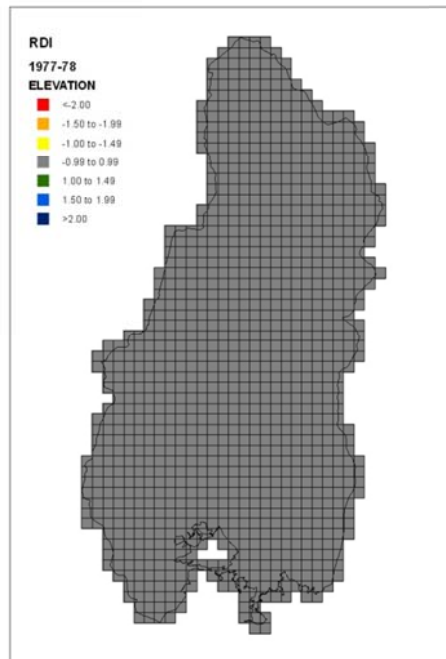 RDI
1977-78
ELEVATION
<-2.00
-1.50 to -1.99
-1.00 to -1.49
-0.99 to 0.99
1.00 to 1.49
1.50 to 1.99
>2.00